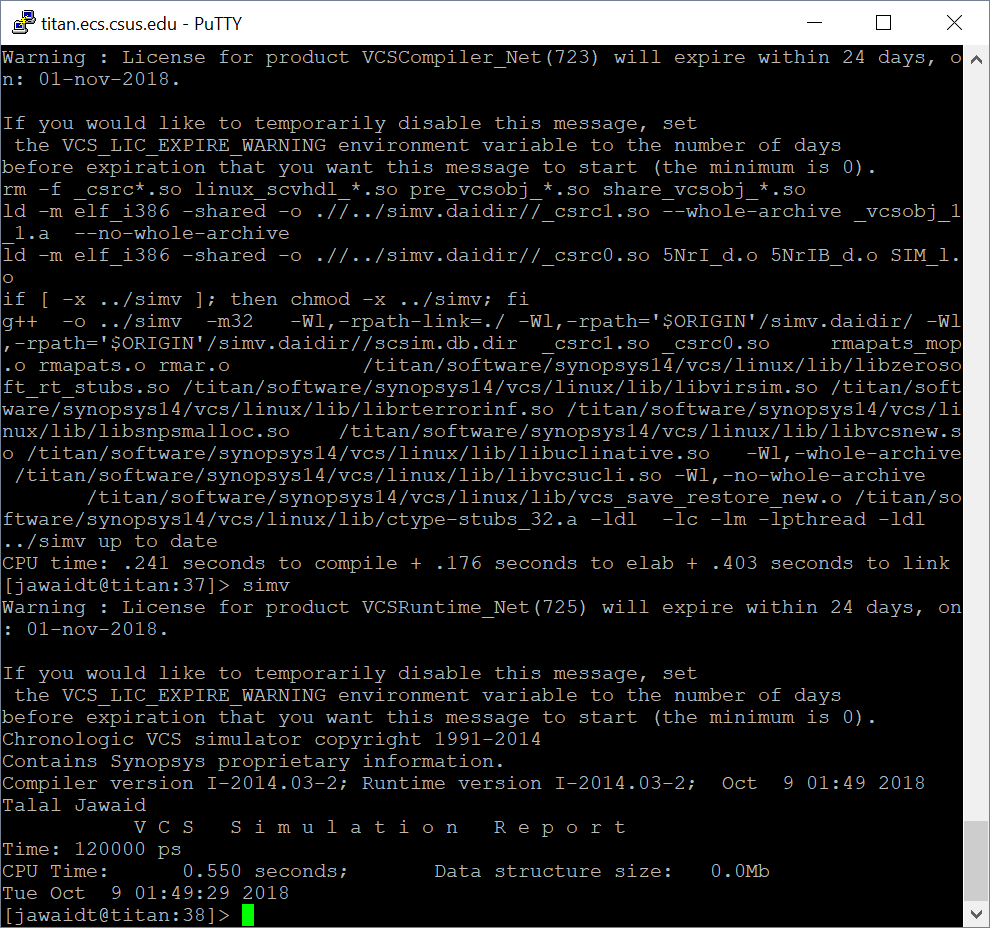 titan.ecs.csus.edu - PuTTY
Warning : License for product VCSCompiler_Net(723) will expire within 24 days, o
n: 01-nov-2018.
If you would like to temporarily disable this message, set
 the VCS_LIC_EXPIRE_WARNING environment variable to the number of days
before expiration that you want this message to start (the minimum is 0).
rm -f _csrc*.so linux_scvhdl_*.so pre_vcsobj_*.so share_vcsobj_*.so
ld -m elf_i386 -shared -o .//../simv.daidir//_csrc1.so --whole-archive _vcsobj_1
_1.a  --no-whole-archive
ld -m elf_i386 -shared -o .//../simv.daidir//_csrc0.so 5NrI_d.o 5NrIB_d.o SIM_l.
o
if [ -x ../simv ]; then chmod -x ../simv; fi
g++  -o ../simv  -m32   -Wl,-rpath-link=./ -Wl,-rpath='$ORIGIN'/simv.daidir/ -Wl
,-rpath='$ORIGIN'/simv.daidir//scsim.db.dir  _csrc1.so _csrc0.so     rmapats_mop
.o rmapats.o rmar.o           /titan/software/synopsys14/vcs/linux/lib/libzeroso
ft_rt_stubs.so /titan/software/synopsys14/vcs/linux/lib/libvirsim.so /titan/soft
ware/synopsys14/vcs/linux/lib/librterrorinf.so /titan/software/synopsys14/vcs/li
nux/lib/libsnpsmalloc.so    /titan/software/synopsys14/vcs/linux/lib/libvcsnew.s
o /titan/software/synopsys14/vcs/linux/lib/libuclinative.so   -Wl,-whole-archive
 /titan/software/synopsys14/vcs/linux/lib/libvcsucli.so -Wl,-no-whole-archive
       /titan/software/synopsys14/vcs/linux/lib/vcs_save_restore_new.o /titan/so
ftware/synopsys14/vcs/linux/lib/ctype-stubs_32.a -ldl  -lc -lm -lpthread -ldl
../simv up to date
CPU time: .241 seconds to compile + .176 seconds to elab + .403 seconds to link
[jawaidt@titan:37]> simv
Warning : License for product VCSRuntime_Net(725) will expire within 24 days, on
: 01-nov-2018.
If you would like to temporarily disable this message, set
 the VCS_LIC_EXPIRE_WARNING environment variable to the number of days
before expiration that you want this message to start (the minimum is 0).
Chronologic VCS simulator copyright 1991-2014
Contains Synopsys proprietary information.
Compiler version I-2014.03-2; Runtime version I-2014.03-2;  Oct  9 01:49 2018
Talal Jawaid
           V C S   S i m u l a t i o n   R e p o r t
Time: 120000 ps
CPU Time:      0.550 seconds;       Data structure size:   0.0Mb
Tue Oct  9 01:49:29 2018
[jawaidt@titan:38]>